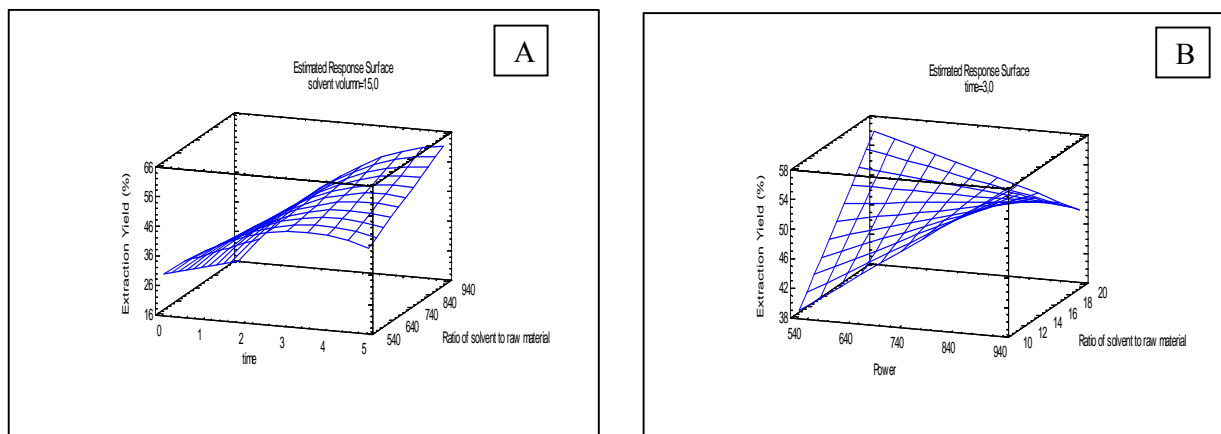 A
Estimated Response Surface
solvent volumn=15,0
Extraction Yield (%)
66
56
46
36
26
16
0 1 2 3 4 5
time
540 640 740 840 940
Ratio of solvent to raw material
B
Estimated Response Surface
time=3,0
Extraction Yield (%)
58
54
50
46
42
38
540 640 740 840 940
Power
10 12 14 16 18 20
Ratio of solvent to raw material